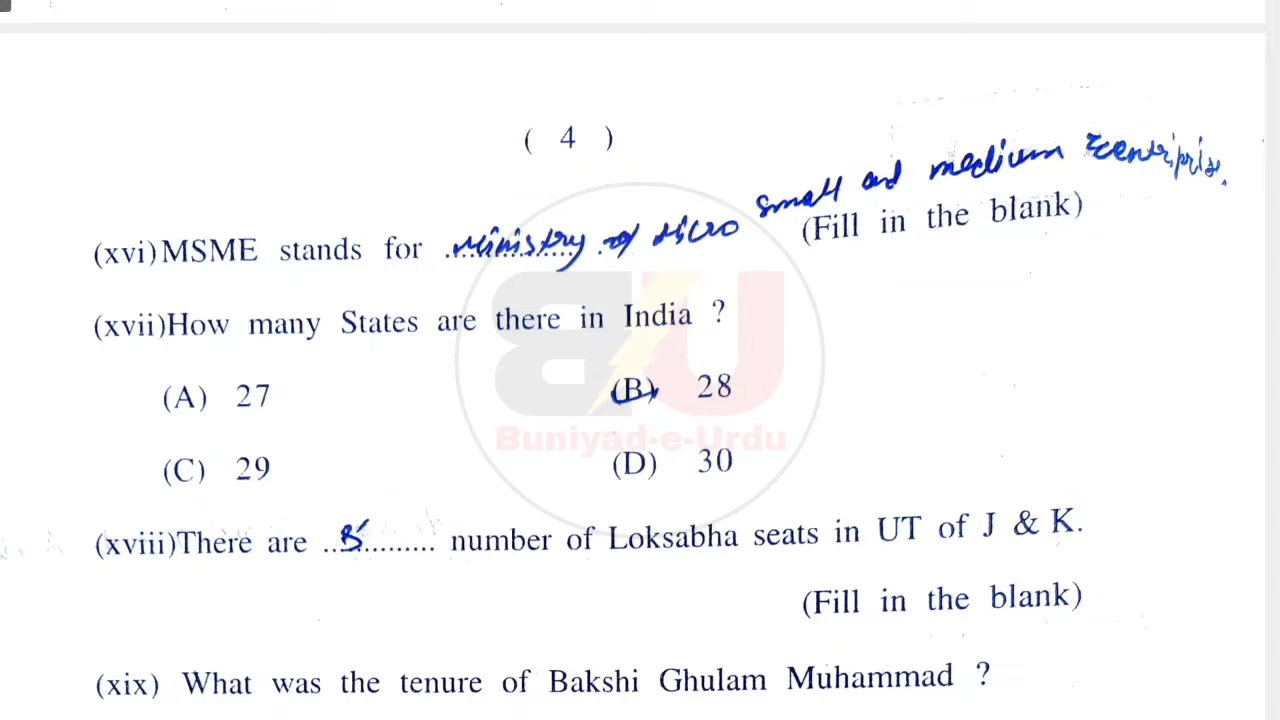 ( 4 )
small and medium
(xvi) MSME stands for Ministry of Micro (Fill in the blank)
(xvii) How many States are there in India ?
(A) 27 (B) 28
Buniyad-e-Urdu
(C) 29 (D) 30
(xviii) There are ............ number of Loksabha seats in UT of J & K.
(Fill in the blank)
(xix) What was the tenure of Bakshi Ghulam Muhammad ?